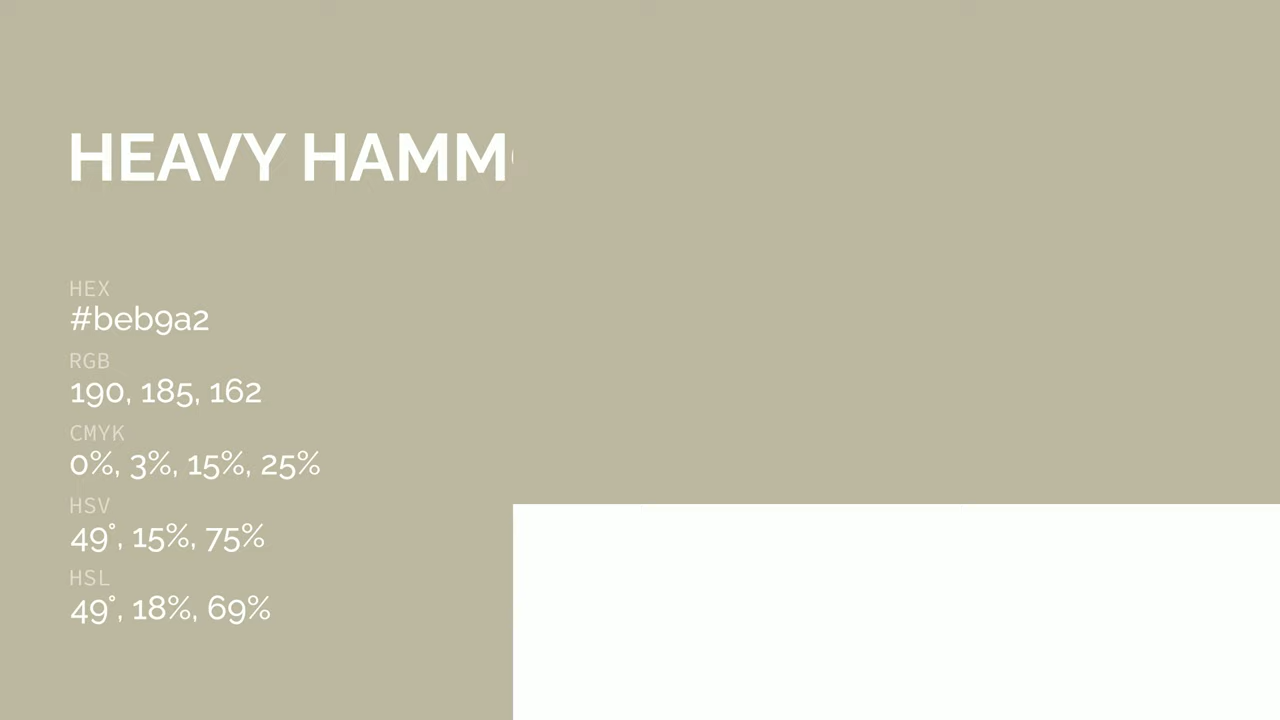 HEAVY HAMM
HEX
#beb9a2
RGB
190, 185, 162
CMYK
0%, 3%, 15%, 25%
HSV
49°, 15%, 75%
HSL
49°, 18%, 69%